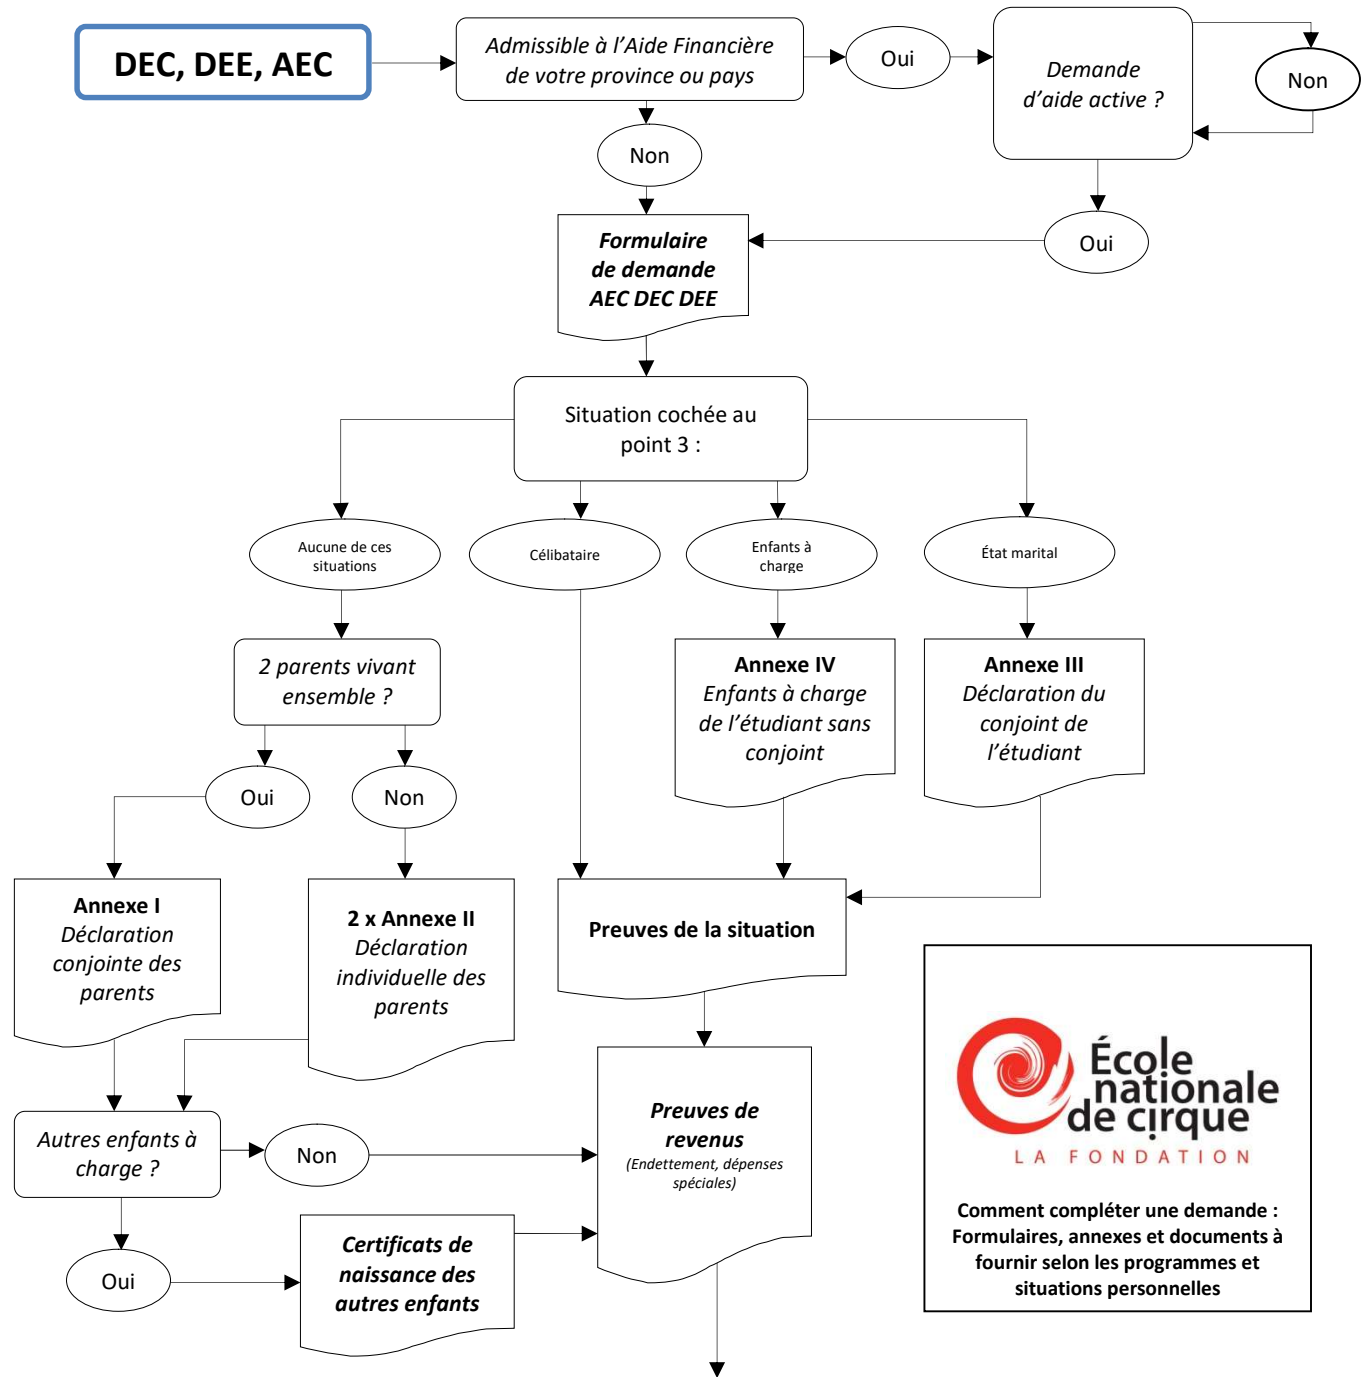 DEC, DEE, AEC
Admissible à l’Aide Financière
de votre province ou pays
Oui
Demande
d’aide active ?
Non
Non
Oui
Formulaire
de demande
AEC DEC DEE
Situation cochée au
point 3 :
Aucune de ces
situations
Célibataire
Enfants à
charge
État marital
2 parents vivant
ensemble ?
Annexe IV
Enfants à charge
de l’étudiant sans
conjoint
Annexe III
Déclaration du
conjoint de
l’étudiant
Oui
Non
Annexe I
Déclaration
conjointe des
parents
2 x Annexe II
Déclaration
individuelle des
parents
Preuves de la situation
Autres enfants à
charge ?
Non
Preuves de
revenus
(Endettement, dépenses
spéciales)
Oui
Certificats de
naissance des
autres enfants
École
nationale
de cirque
LA FONDATION
Comment compléter une demande :
Formulaires, annexes et documents à
fournir selon les programmes et
situations personnelles